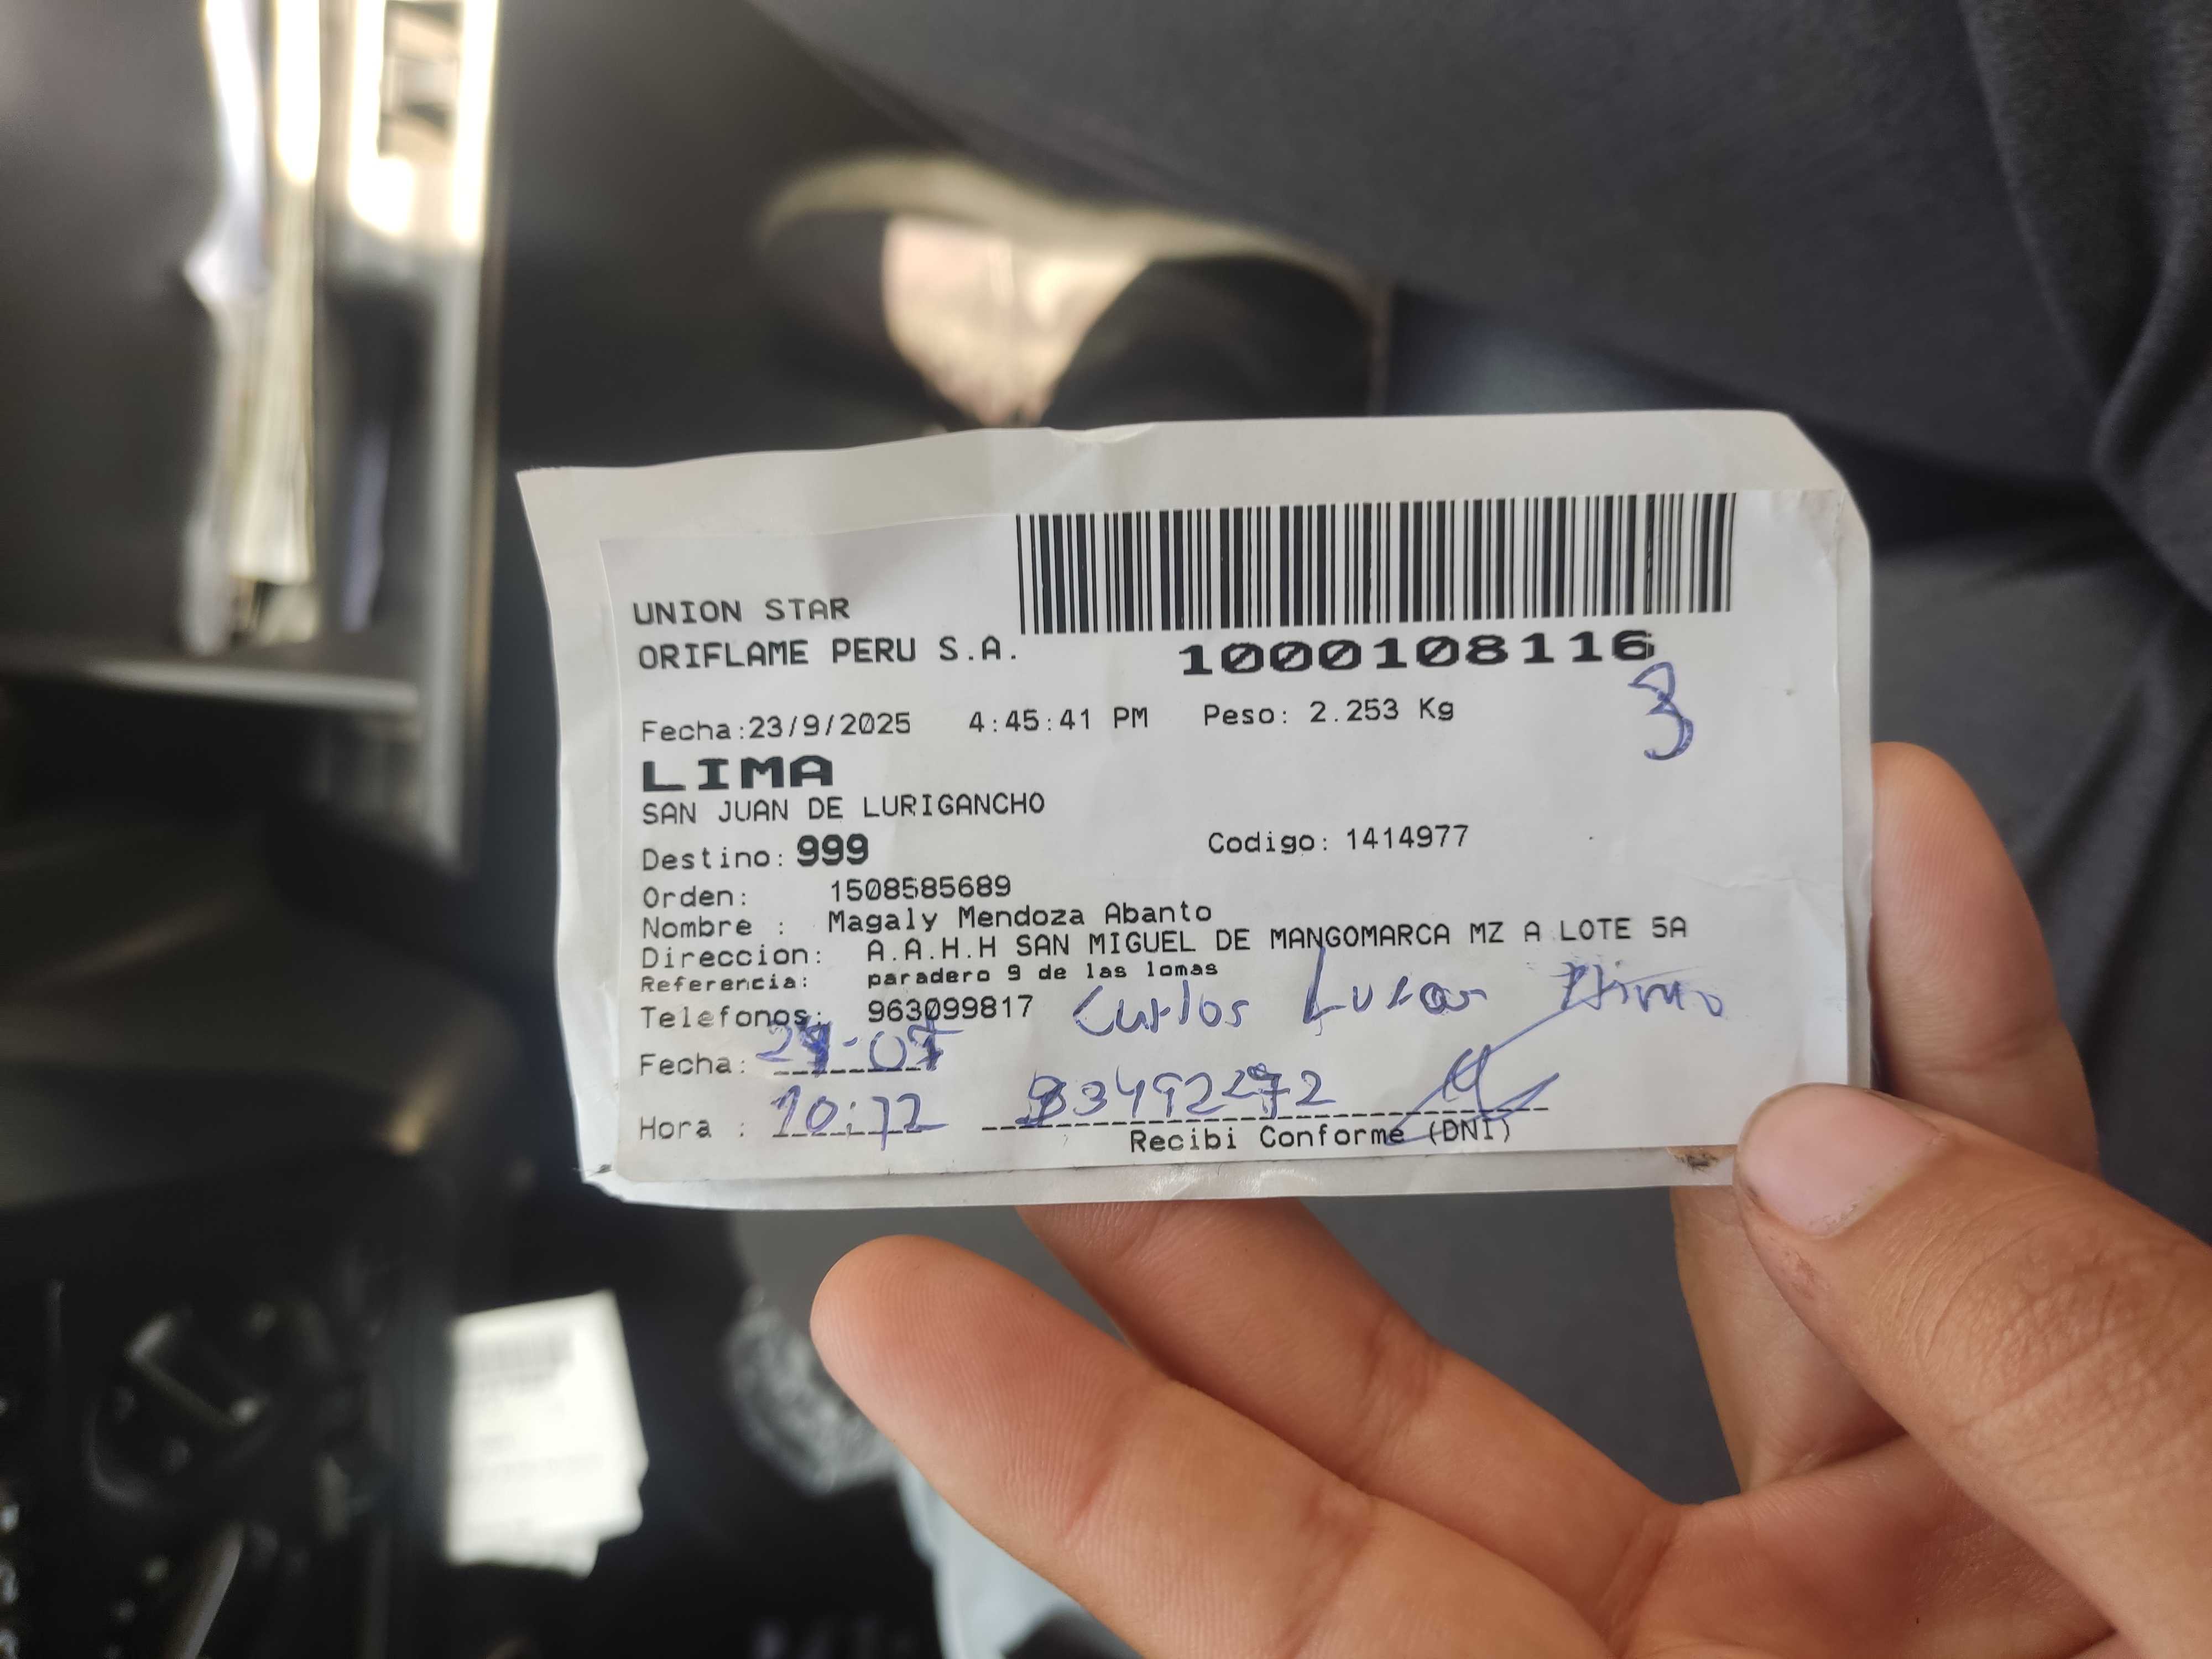 UNION STAR
ORIFLAME PERU S.A.
1000108116
3
Fecha:23/9/2025 4:45:41 PM Peso: 2.253 Kg
LIMA
SAN JUAN DE LURIGANCHO
Destino: 999 Codigo: 1414977
Orden: 1508585689
Nombre : Magaly Mendoza Abanto
Direccion: A.A.H.H SAN MIGUEL DE MANGOMARCA MZ A LOTE 5A
Referencia: paradero 9 de las lomas
Telefonos: 963099817 Carlos
Fecha:
Hora :
Recibi Conforme (DNI)